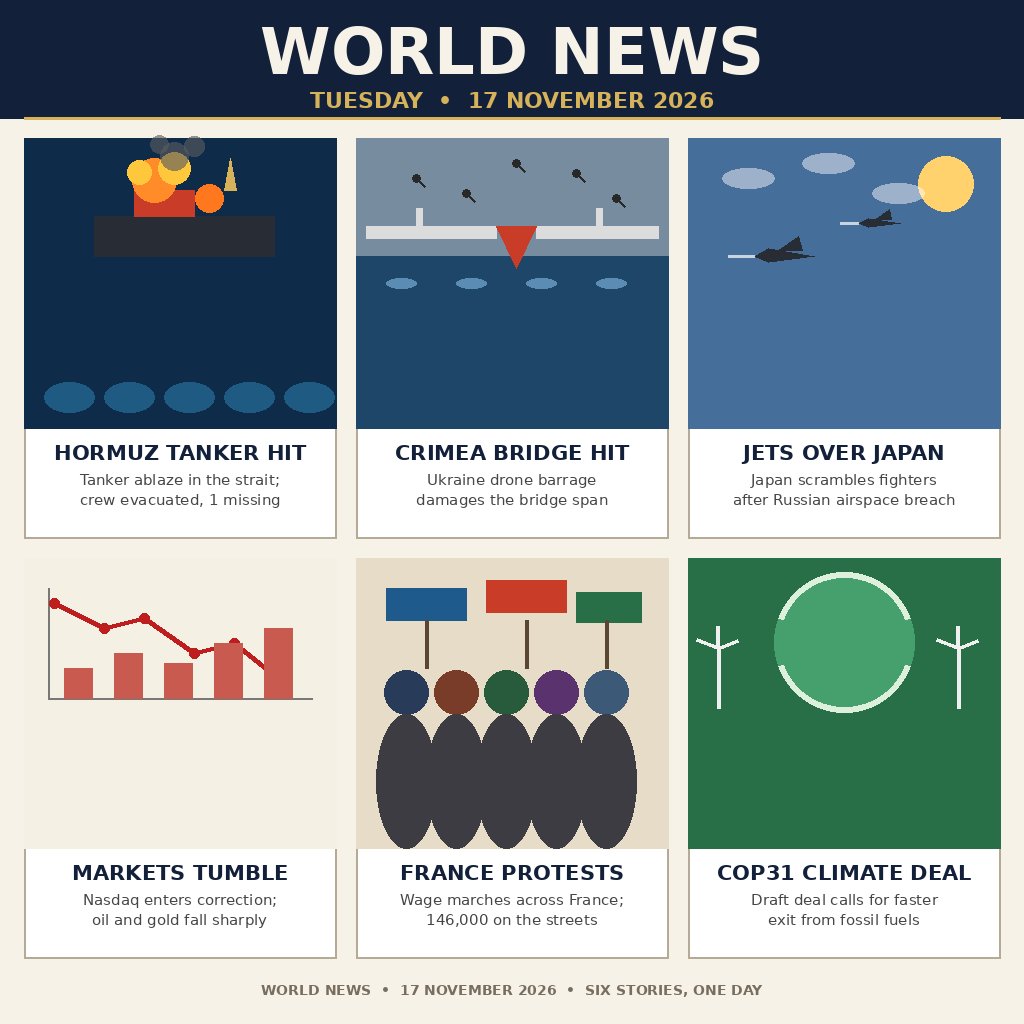 WORLD NEWS
TUESDAY • 17 NOVEMBER 2026
HORMUZ TANKER HIT
Tanker ablaze in the strait;
crew evacuated, 1 missing
CRIMEA BRIDGE HIT
Ukraine drone barrage
damages the bridge span
JETS OVER JAPAN
Japan scrambles fighters
after Russian airspace breach
MARKETS TUMBLE
Nasdaq enters correction;
oil and gold fall sharply
FRANCE PROTESTS
Wage marches across France;
146,000 on the streets
COP31 CLIMATE DEAL
Draft deal calls for faster
exit from fossil fuels
WORLD NEWS • 17 NOVEMBER 2026 • SIX STORIES, ONE DAY